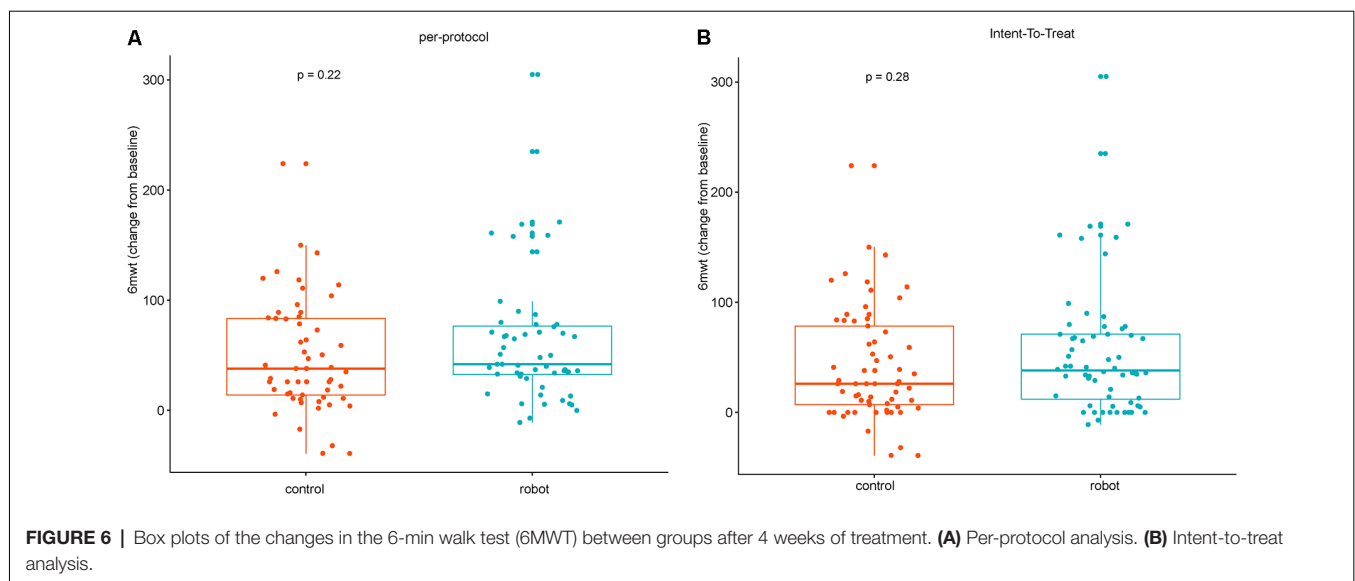 A
per-protocol
p = 0.22
300
200
100
0
6mwt (change from baseline)
control
robot
B
Intent-To-Treat
p = 0.28
300
200
100
0
6mwt (change from baseline)
control
robot
FIGURE 6 | Box plots of the changes in the 6-min walk test (6MWT) between groups after 4 weeks of treatment. (A) Per-protocol analysis. (B) Intent-to-treat
analysis.